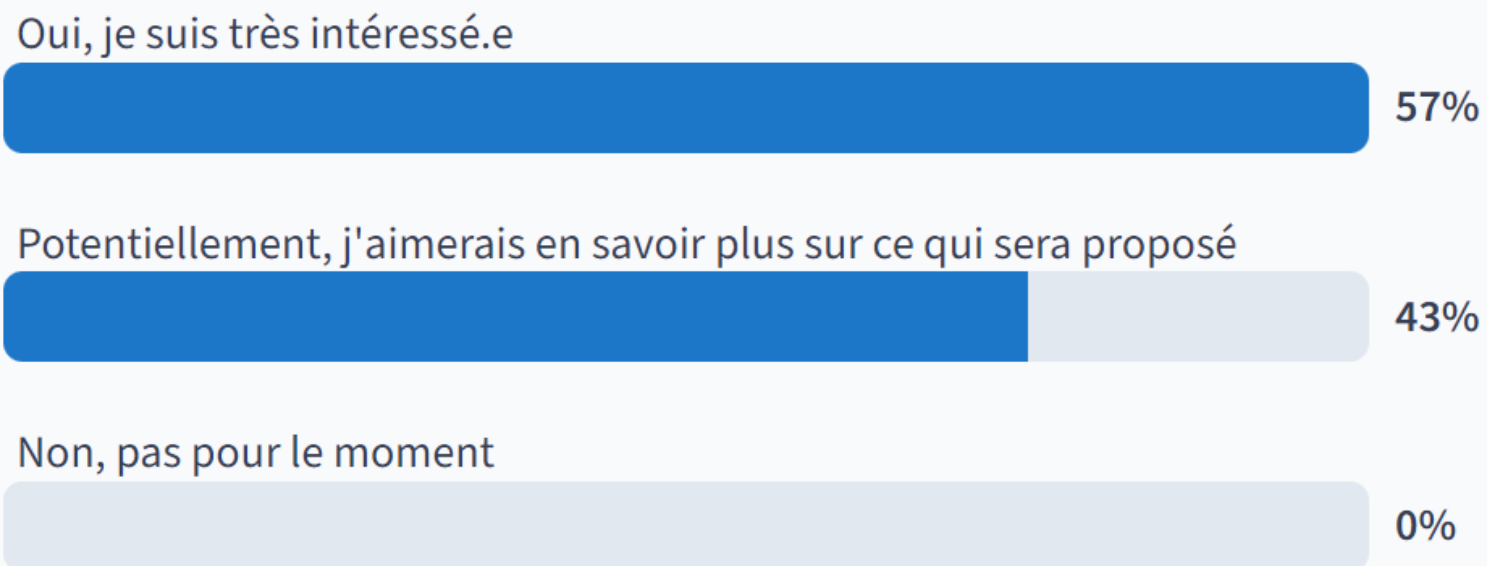 Oui, je suis très intéressé.e
57%
Potentiellement, j'aimerais en savoir plus sur ce qui sera proposé
43%
Non, pas pour le moment
0%